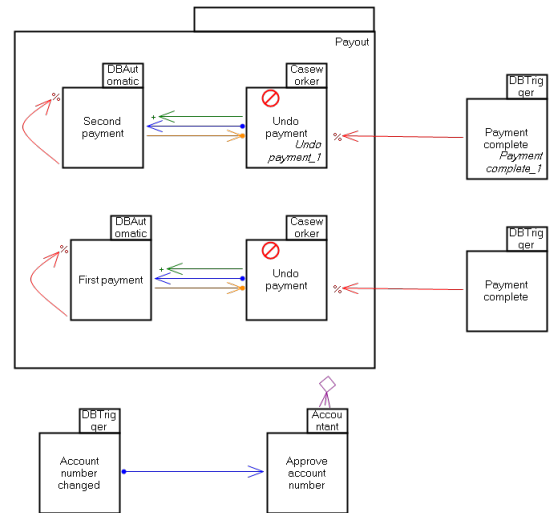 Payout
DBAut
omatic
Second
payment
%
+
Casew
orker
Undo
payment
Undo
payment_1
%
DBTrig
ger
Payment
complete
Payment
complete_1
DBAut
omatic
First payment
%
+
Casew
orker
Undo
payment
%
DBTrig
ger
Payment
complete
DBTrig
ger
Account
number
changed
Accou
ntant
Approve
account
number